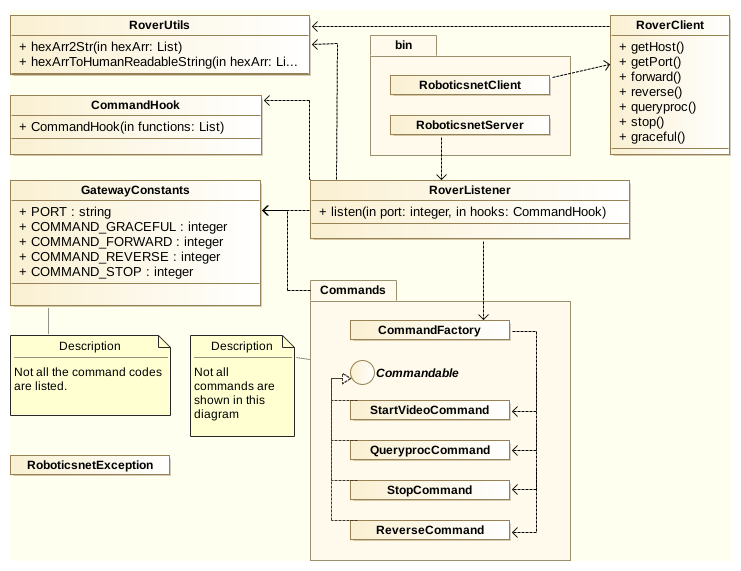 RoverUtils
+ hexArr2Str(in hexArr: List)
+ hexArrToHumanReadableString(in hexArr: Li...
RoverClient
+ getHost()
+ getPort()
+ forward()
+ reverse()
+ queryproc()
+ stop()
+ graceful()
bin
RoboticsnetClient
RoboticsnetServer
CommandHook
+ CommandHook(in functions: List)
GatewayConstants
+ PORT : string
+ COMMAND_GRACEFUL : integer
+ COMMAND_FORWARD : integer
+ COMMAND_REVERSE : integer
+ COMMAND_STOP : integer
RoverListener
+ listen(in port: integer, in hooks: CommandHook)
Commands
CommandFactory
Commandable
StartVideoCommand
QueryprocCommand
StopCommand
ReverseCommand
Description
Not all the command codes
are listed.
Description
Not all
commands are
shown in this
diagram
RoboticsnetException